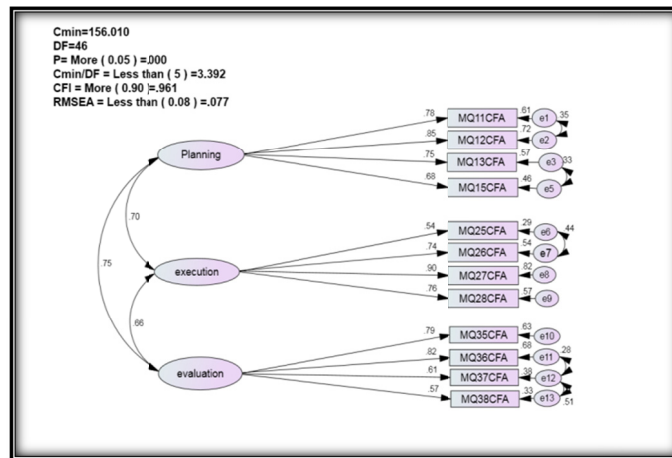 Cmin=156.010
DF=46
P= More ( 0.05 ) =.000
Cmin/DF = Less than ( 5 ) =3.392
CFI = More ( 0.90 )=.961
RMSEA = Less than ( 0.08 ) =.077
.78 MQ11CFA .61 e1 .35
.85 MQ12CFA .72 e2
Planning
.75 MQ13CFA .57 e3 .33
.68 MQ15CFA .46 e5
.70
.54 MQ25CFA .29 e6 .44
.74 MQ26CFA .54 e7
.75
execution
.90 MQ27CFA .82 e8
.76 MQ28CFA .57 e9
.66
.79 MQ35CFA .63 e10
.82 MQ36CFA .68 e11 .28
evaluation
.61 MQ37CFA .38 e12
.57 MQ38CFA .33 e13 .51